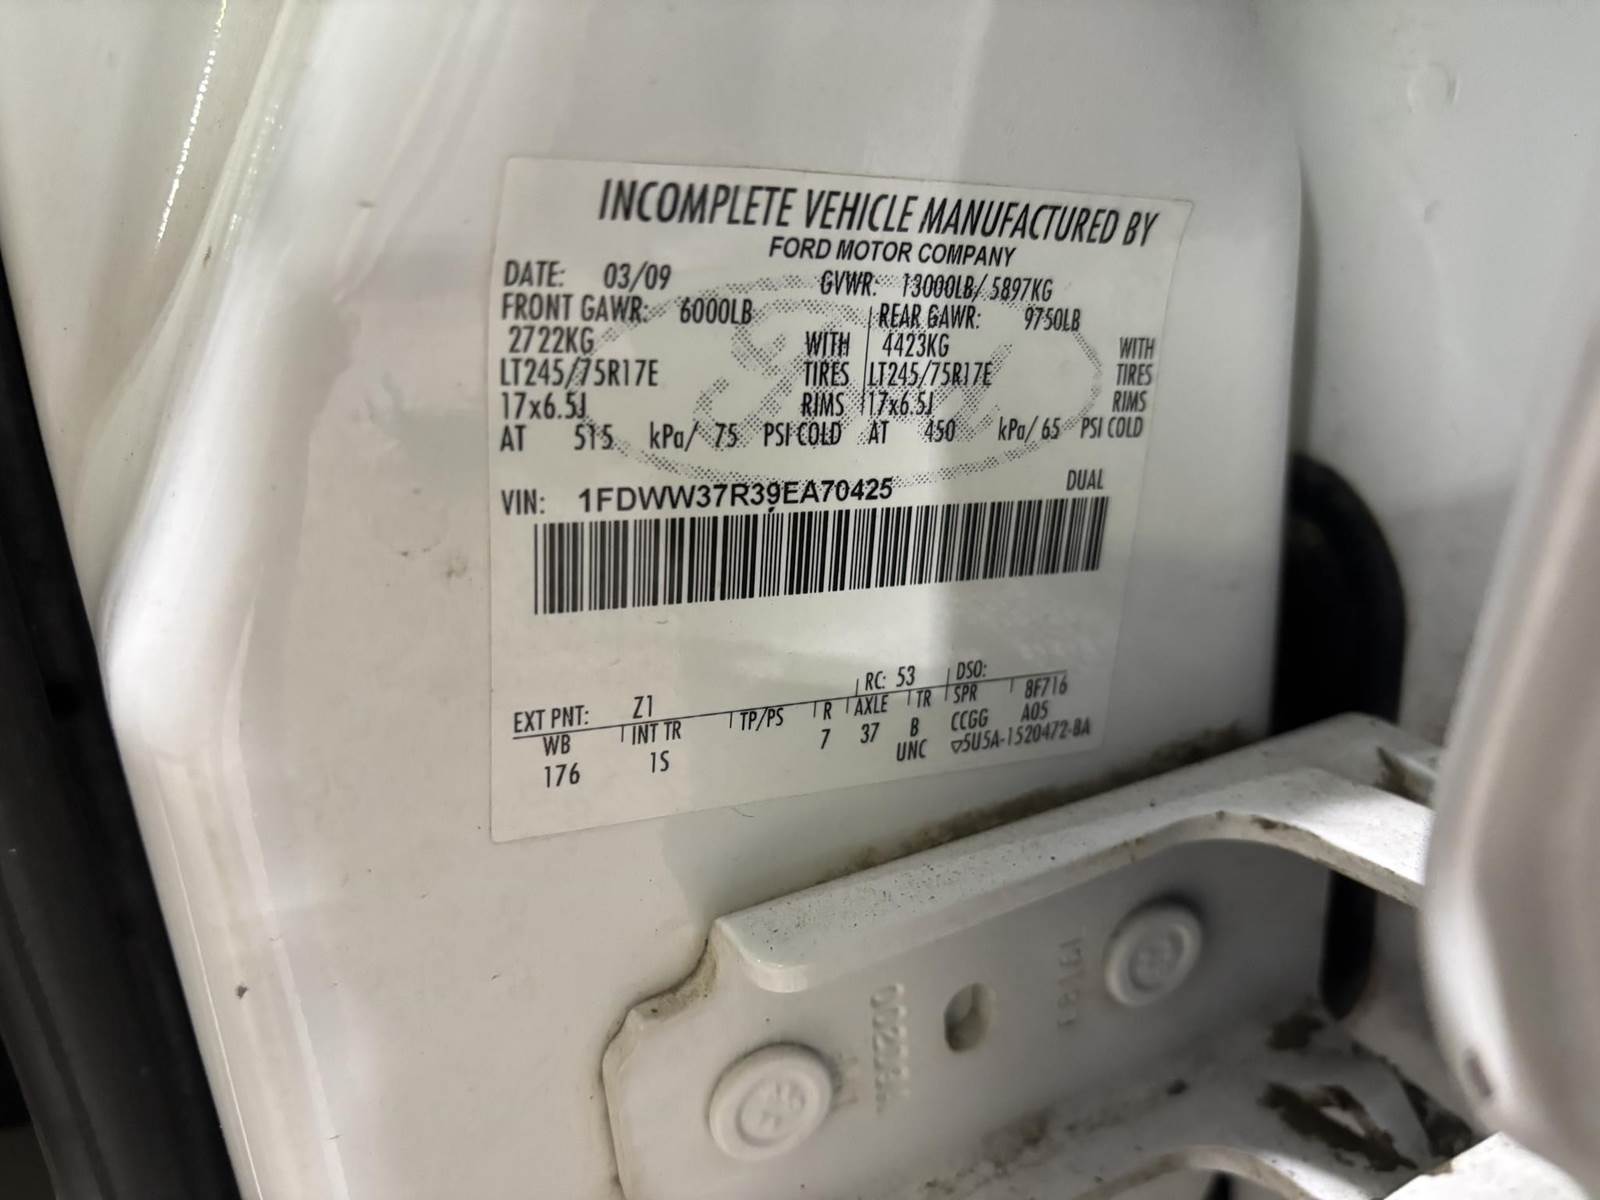 INCOMPLETE VEHICLE MANUFACTURED BY
FORD MOTOR COMPANY
DATE: 03/09 GVWR: 13000LB/ 5897KG
FRONT GAWR: 6000LB REAR GAWR: 9750LB
2722KG WITH 4423KG WITH
LT245/75R17E TIRES LT245/75R17E TIRES
17x6.5J RIMS 17x6.5J RIMS
AT 515 kPa/ 75 PSI COLD AT 450 kPa/ 65 PSI COLD
VIN: 1FDWW37R39EA70425 DUAL
RC: 53 DSO:
EXT PNT: Z1 R AXLE TR SPR 8F716
WB INT TR TP/PS 7 37 B CCGG A05
176 1S UNC ▽5U5A-1520472-BA